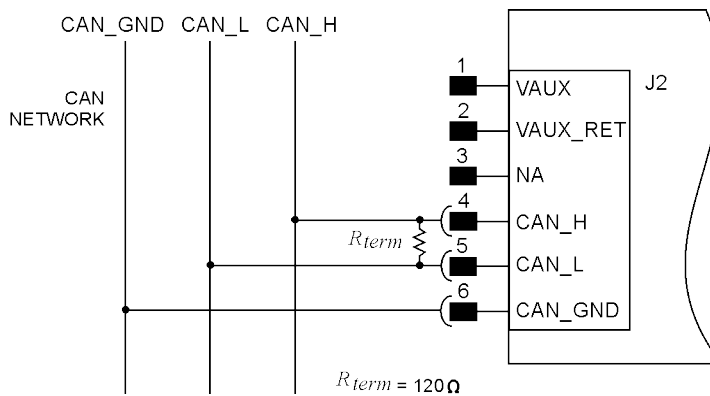 CAN_GND CAN_L CAN_H
CAN
NETWORK
J2
1
VAUX
2
VAUX_RET
3
NA
4
CAN_H
Rterm
5
CAN_L
6
CAN_GND
Rterm = 120Ω